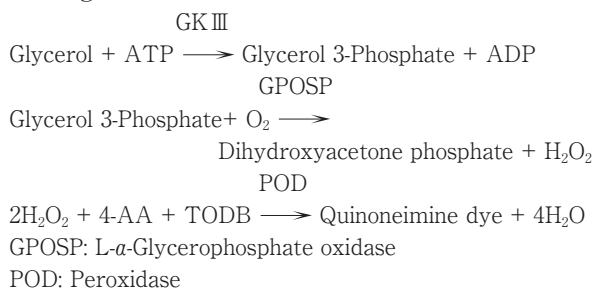 GKⅢ
Glycerol + ATP ⟶ Glycerol 3-Phosphate + ADP
GPOSP
Glycerol 3-Phosphate+ O₂ ⟶
Dihydroxyacetone phosphate + H₂O₂
POD
2H₂O₂ + 4-AA + TODB ⟶ Quinoneimine dye + 4H₂O
GPOSP: L-α-Glycerophosphate oxidase
POD: Peroxidase